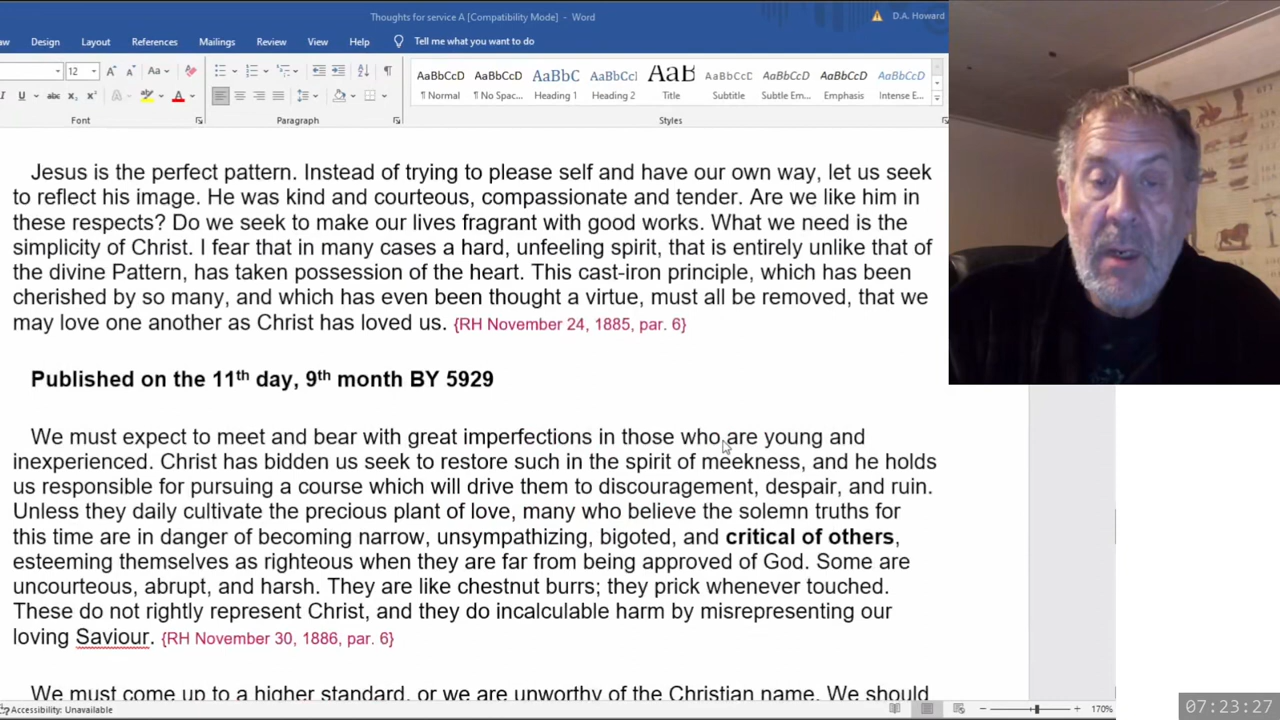 Thoughts for service A [Compatibility Mode] - Word
D.A. Howard
Design Layout References Mailings Review View Help Tell me what you want to do
12 Aa
AaBbCcD AaBbCcD AaBbC AaBbCcI AaB AaBbCcD AaBbCcD AaBbCcD AaBbCcD
¶ Normal ¶ No Spac... Heading 1 Heading 2 Title Subtitle Subtle Em... Emphasis Intense E...
Font Paragraph Styles
Jesus is the perfect pattern. Instead of trying to please self and have our own way, let us seek
to reflect his image. He was kind and courteous, compassionate and tender. Are we like him in
these respects? Do we seek to make our lives fragrant with good works. What we need is the
simplicity of Christ. I fear that in many cases a hard, unfeeling spirit, that is entirely unlike that of
the divine Pattern, has taken possession of the heart. This cast-iron principle, which has been
cherished by so many, and which has even been thought a virtue, must all be removed, that we
may love one another as Christ has loved us. {RH November 24, 1885, par. 6}
Published on the 11th day, 9th month BY 5929
We must expect to meet and bear with great imperfections in those who are young and
inexperienced. Christ has bidden us seek to restore such in the spirit of meekness, and he holds
us responsible for pursuing a course which will drive them to discouragement, despair, and ruin.
Unless they daily cultivate the precious plant of love, many who believe the solemn truths for
this time are in danger of becoming narrow, unsympathizing, bigoted, and critical of others,
esteeming themselves as righteous when they are far from being approved of God. Some are
uncourteous, abrupt, and harsh. They are like chestnut burrs; they prick whenever touched.
These do not rightly represent Christ, and they do incalculable harm by misrepresenting our
loving Saviour. {RH November 30, 1886, par. 6}
We must come up to a higher standard, or we are unworthy of the Christian name. We should
Accessibility: Unavailable
170%
07:23:27